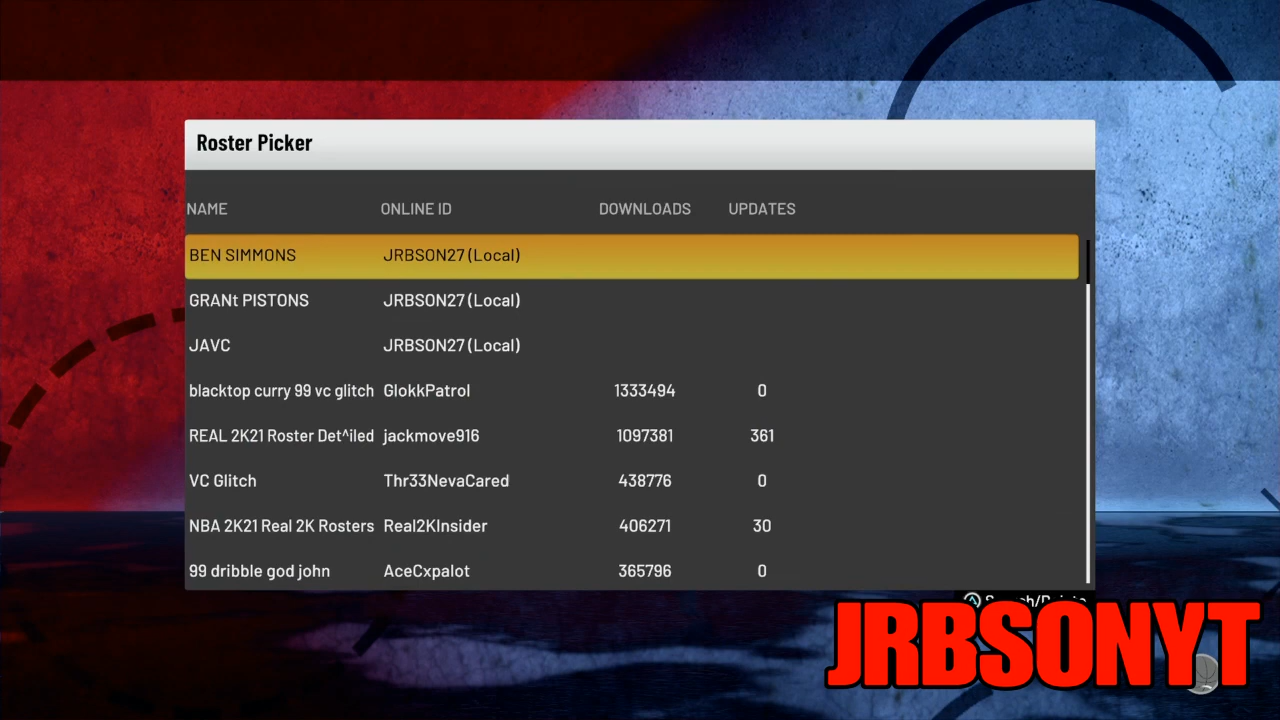 Roster Picker
NAME ONLINE ID DOWNLOADS UPDATES
BEN SIMMONS JRBSON27 (Local)
GRANt PISTONS JRBSON27 (Local)
JAVC JRBSON27 (Local)
blacktop curry 99 vc glitch GlokkPatrol 1333494 0
REAL 2K21 Roster Det^iled jackmove916 1097381 361
VC Glitch Thr33NevaCared 438776 0
NBA 2K21 Real 2K Rosters Real2KInsider 406271 30
99 dribble god john AceCxpalot 365796 0
JRBSONYT